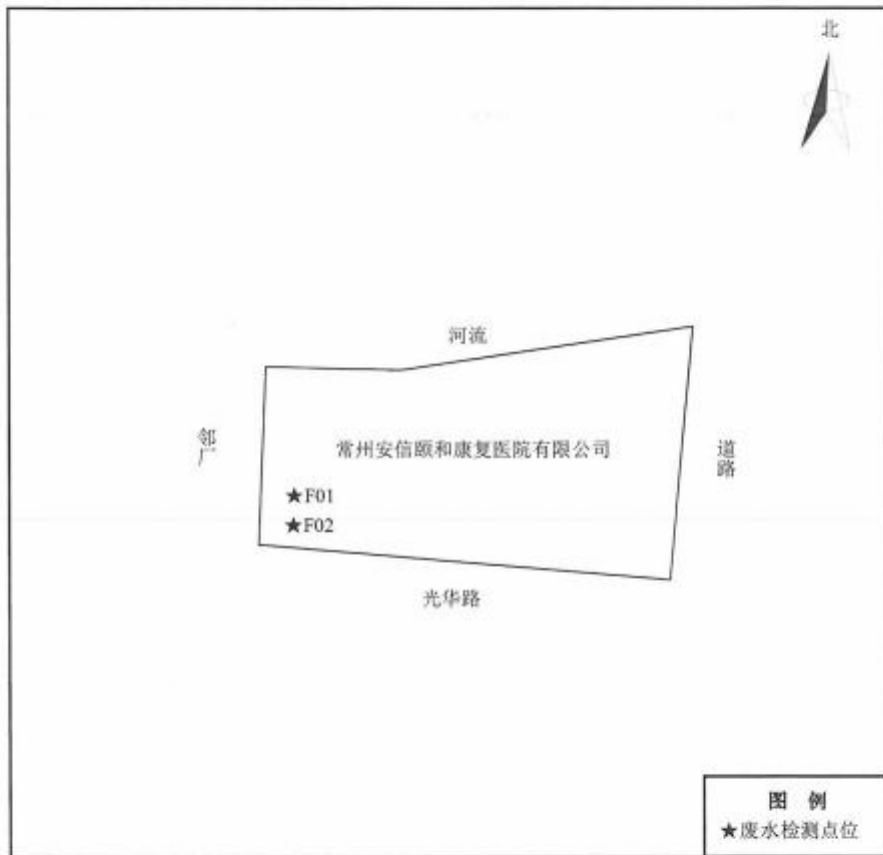 北
河流
邻厂
常州安信颐和康复医院有限公司
道路
★F01
★F02
光华路
图 例
★废水检测点位